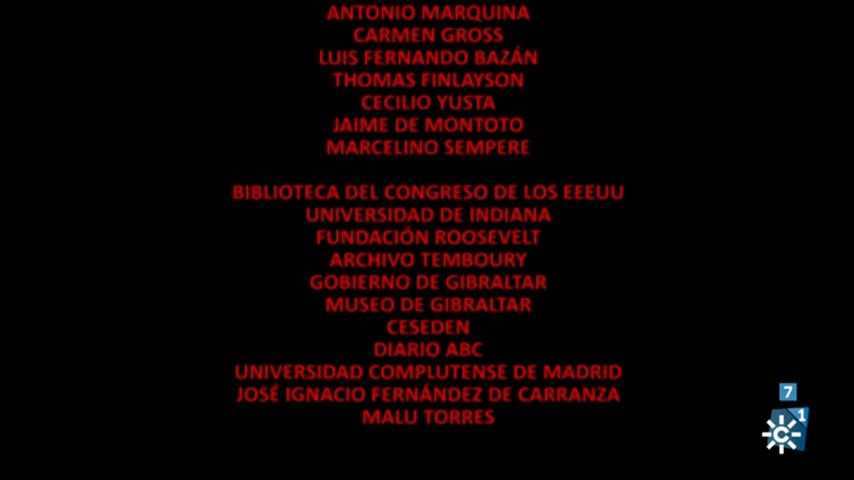 ANTONIO MARQUINA
CARMEN GROSS
LUIS FERNANDO BAZÁN
THOMAS FINLAYSON
CECILIO YUSTA
JAIME DE MONTOTO
MARCELINO SEMPERE
BIBLIOTECA DEL CONGRESO DE LOS EEEUU
UNIVERSIDAD DE INDIANA
FUNDACIÓN ROOSEVELT
ARCHIVO TEMBOURY
GOBIERNO DE GIBRALTAR
MUSEO DE GIBRALTAR
CESEDEN
DIARIO ABC
UNIVERSIDAD COMPLUTENSE DE MADRID
JOSÉ IGNACIO FERNÁNDEZ DE CARRANZA
MALU TORRES
7
1